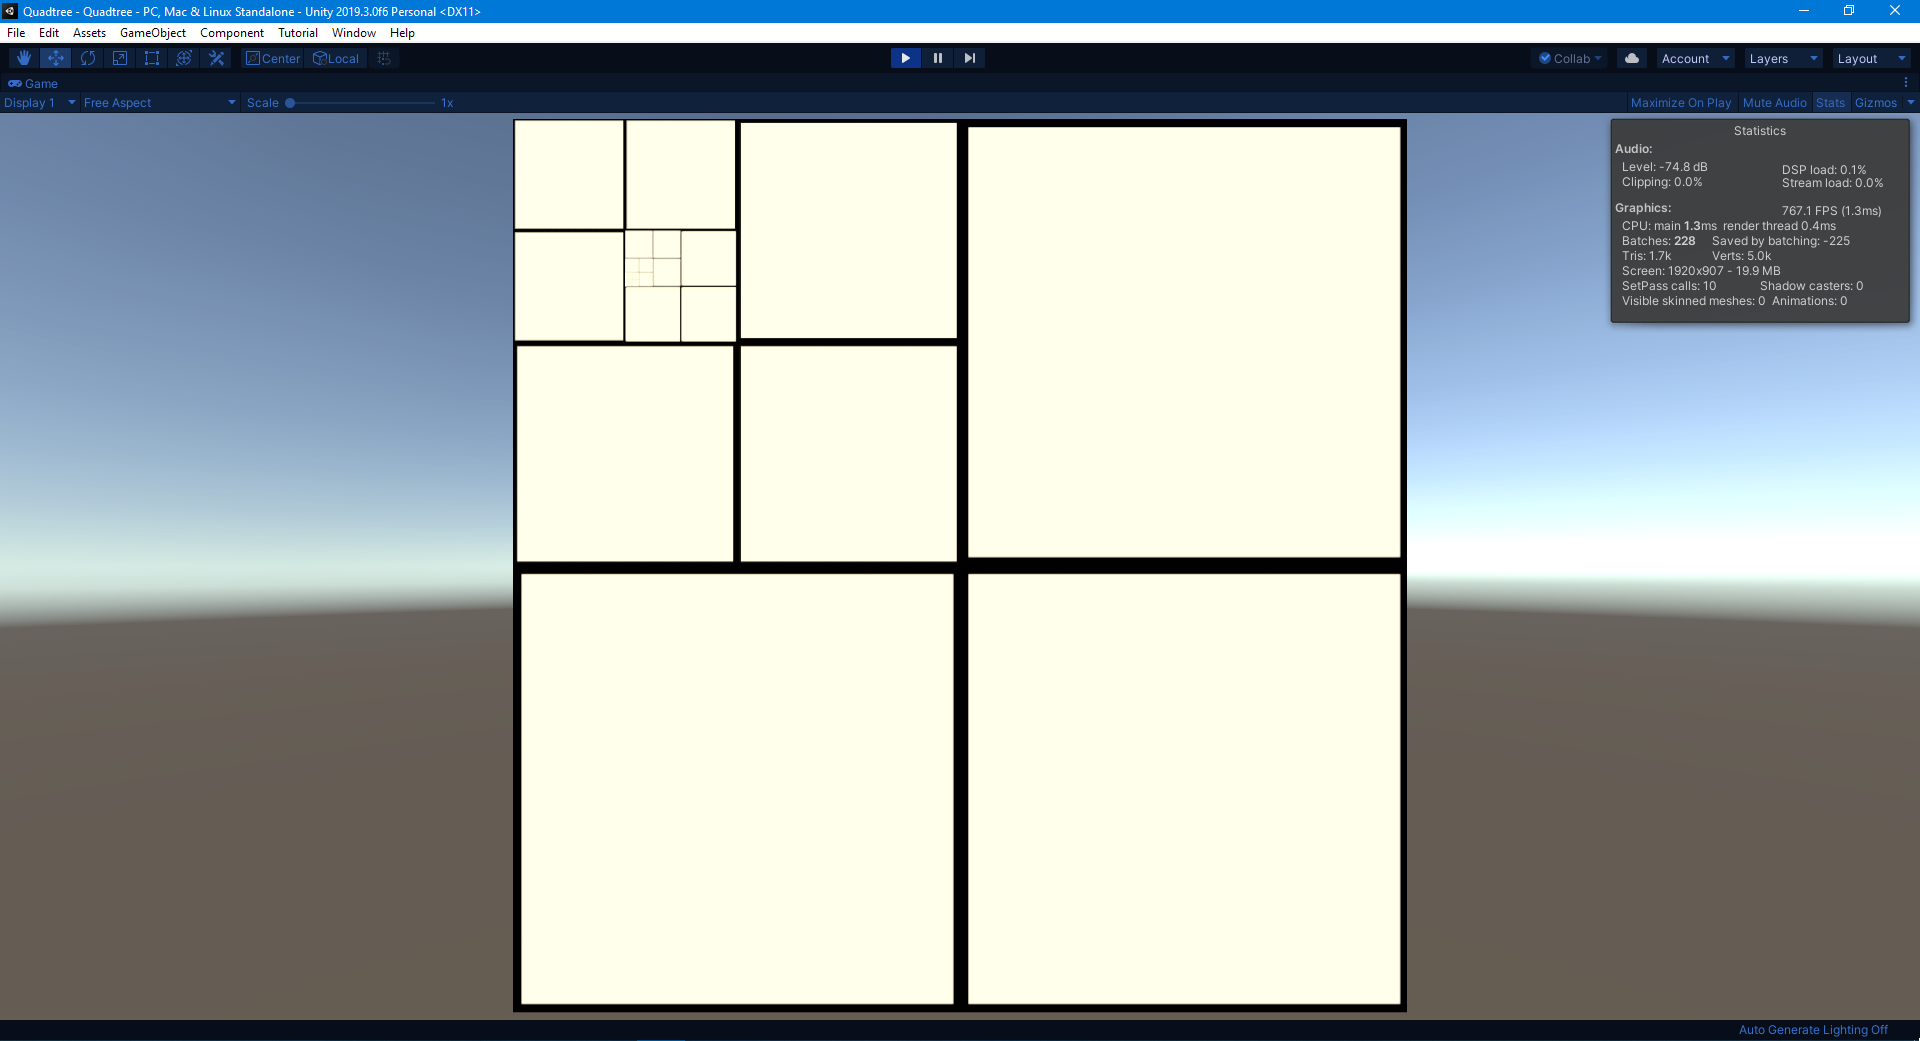 Quadtree - Quadtree - PC, Mac & Linux Standalone - Unity 2019.3.0f6 Personal <DX11>
File Edit Assets GameObject Component Tutorial Window Help
Center Local Collab Account Layers Layout
Game
Display 1 Free Aspect Scale 1x Maximize On Play Mute Audio Stats Gizmos
Statistics
Audio:
Level: -74.8 dB DSP load: 0.1%
Clipping: 0.0% Stream load: 0.0%
Graphics: 767.1 FPS (1.3ms)
CPU: main 1.3ms render thread 0.4ms
Batches: 228 Saved by batching: -225
Tris: 1.7k Verts: 5.0k
Screen: 1920x907 - 19.9 MB
SetPass calls: 10 Shadow casters: 0
Visible skinned meshes: 0 Animations: 0
Auto Generate Lighting Off